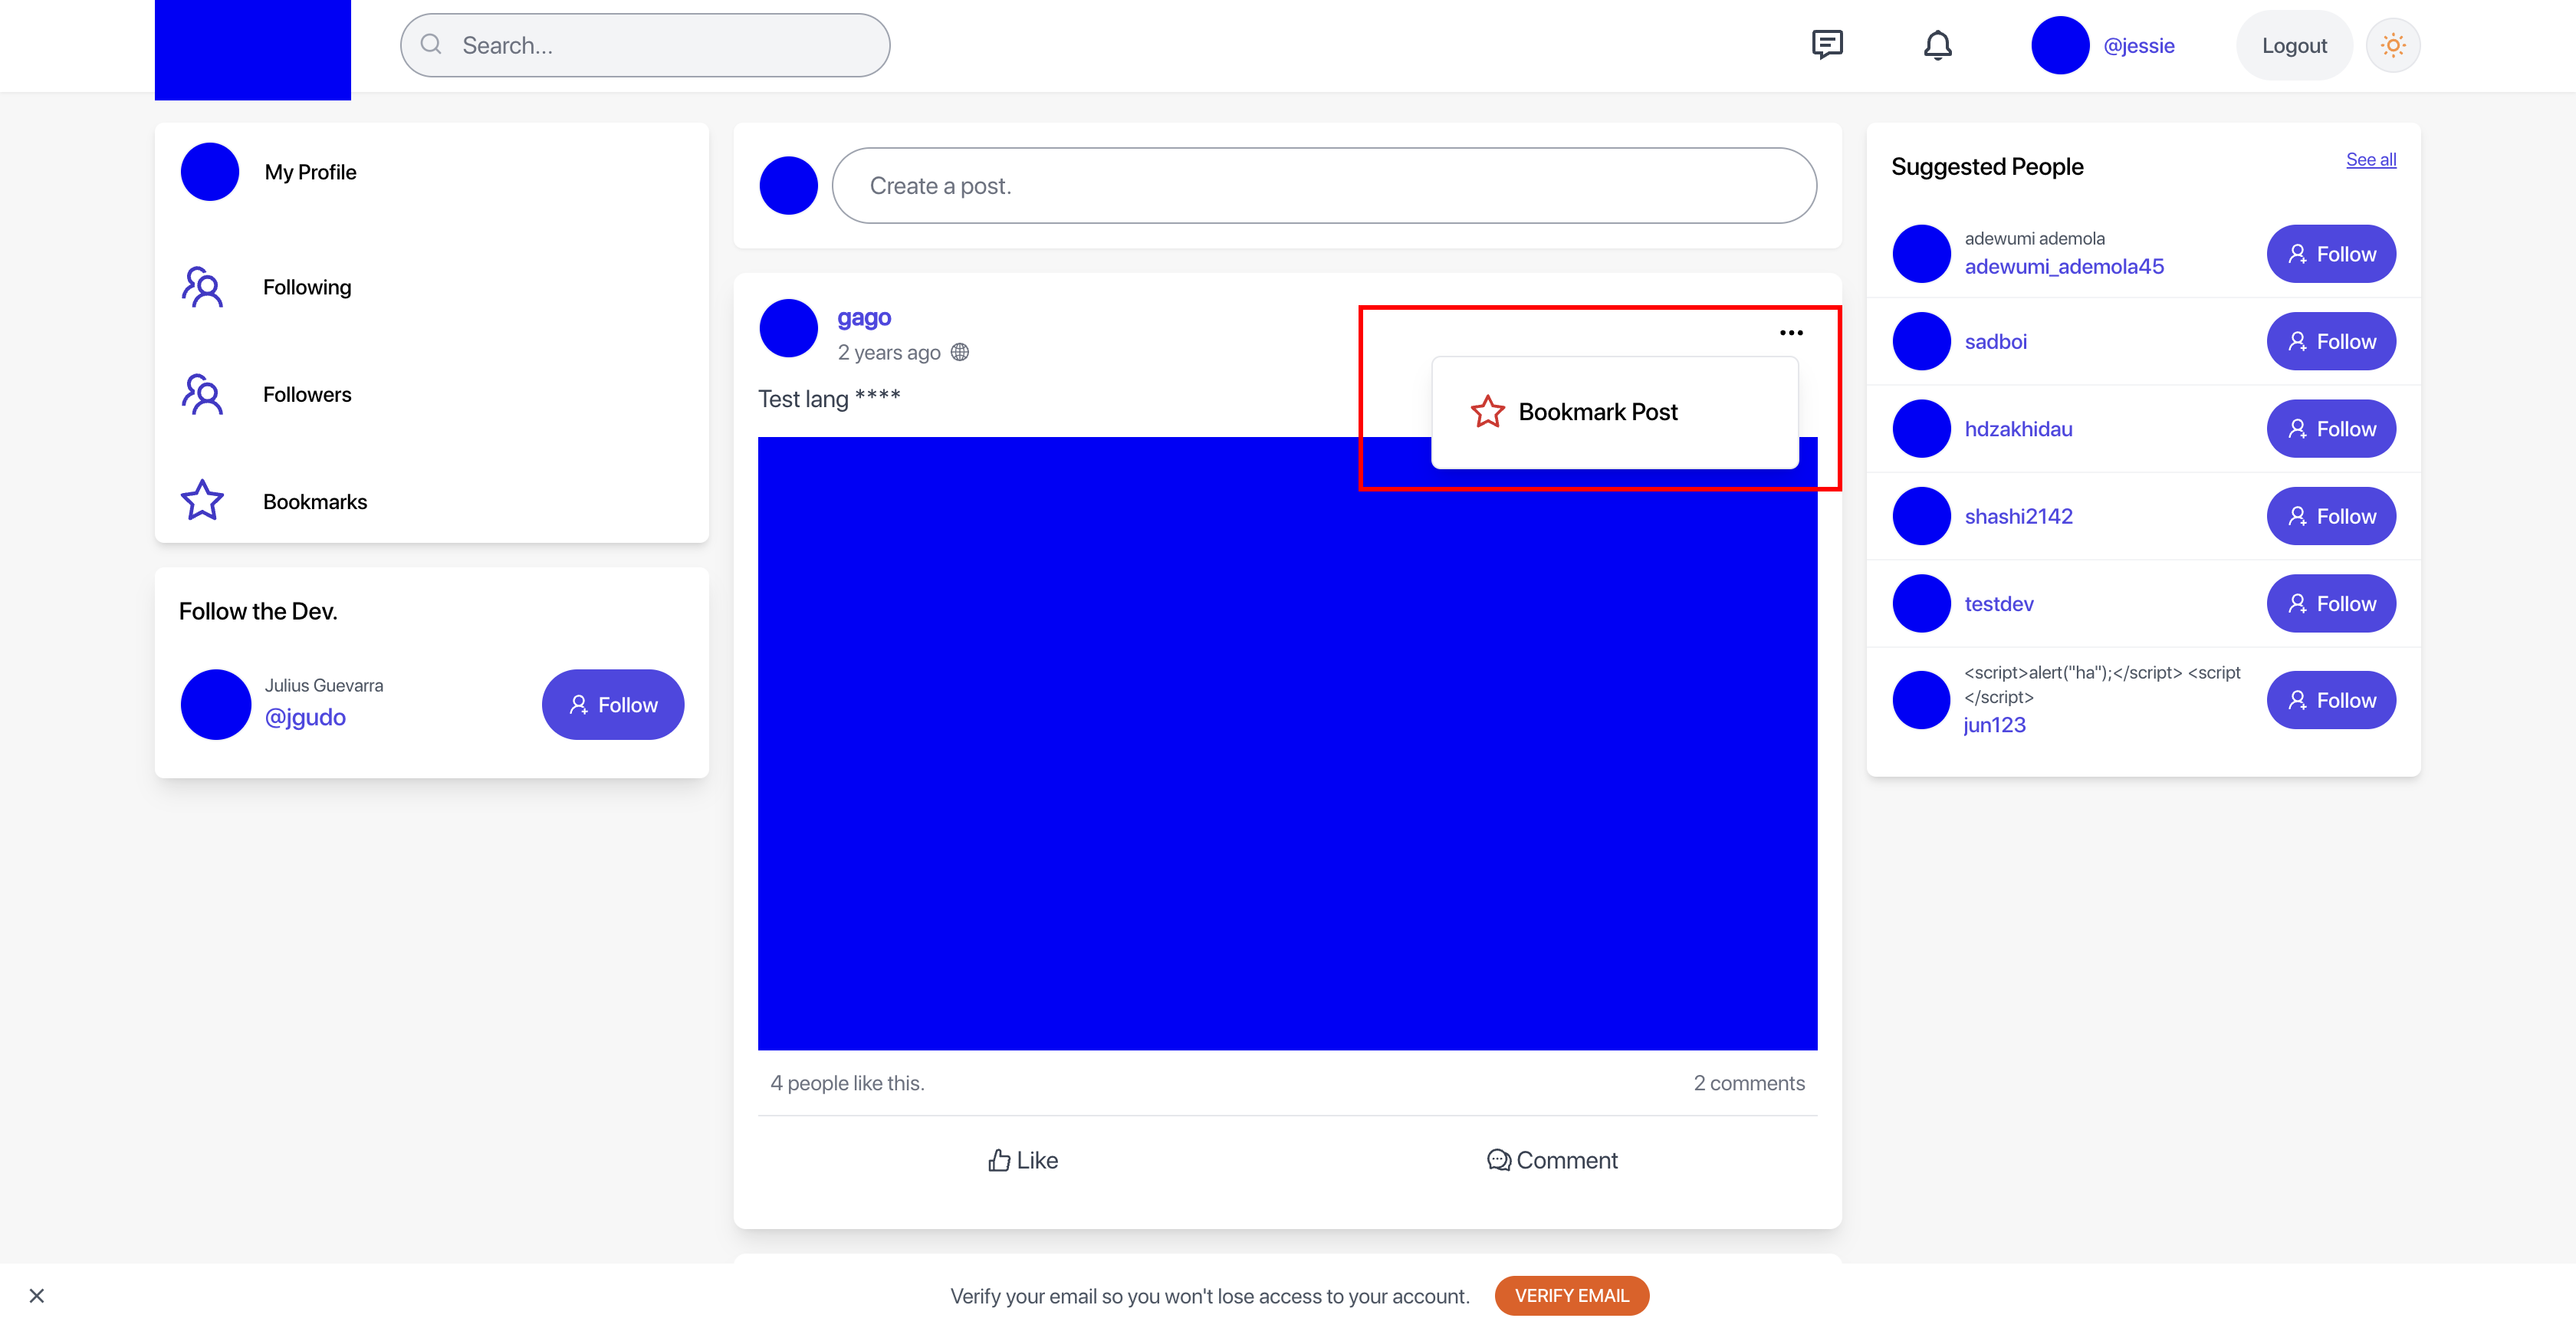 Search...
@jessie
Logout
My Profile
Following
Followers
Bookmarks
Follow the Dev.
Julius Guevarra
@jgudo
Follow
Create a post.
gago
2 years ago
Test lang ****
Bookmark Post
4 people like this.
2 comments
Like
Comment
Suggested People
See all
adewumi ademola
adewumi_ademola45
Follow
sadboi
Follow
hdzakhidau
Follow
shashi2142
Follow
testdev
Follow
<script>alert("ha");</script> <script
</script>
jun123
Follow
Verify your email so you won't lose access to your account.
VERIFY EMAIL